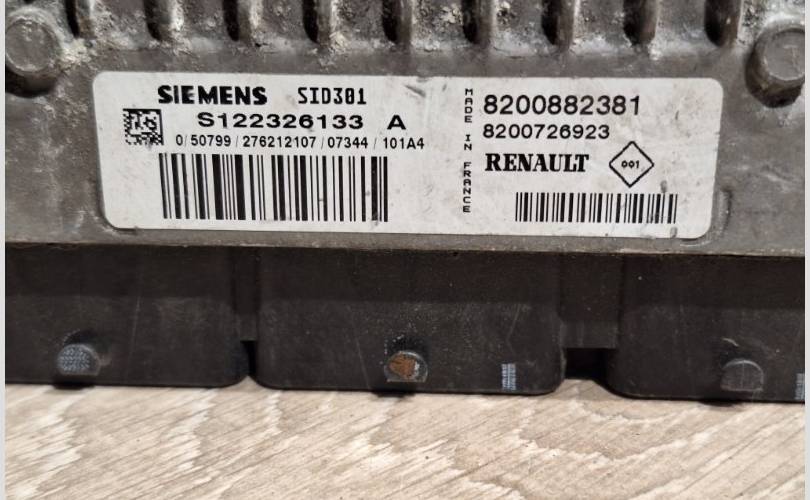 SIEMENS SID301
S122326133 A
0/50799/276212107/07344/101A4
MADE IN FRANCE
8200882381
8200726923
RENAULT 001